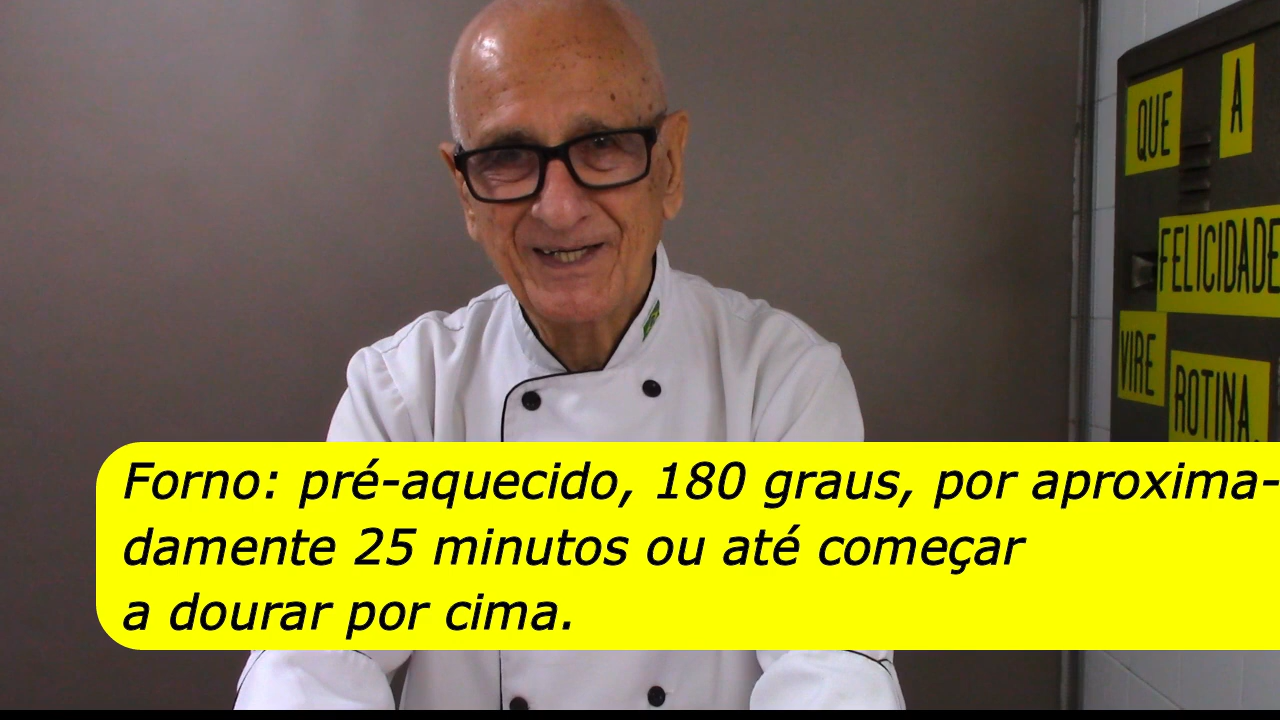 QUE A
FELICIDADE
VIRE
ROTINA.
Forno: pré-aquecido, 180 graus, por aproxima-
damente 25 minutos ou até começar
a dourar por cima.